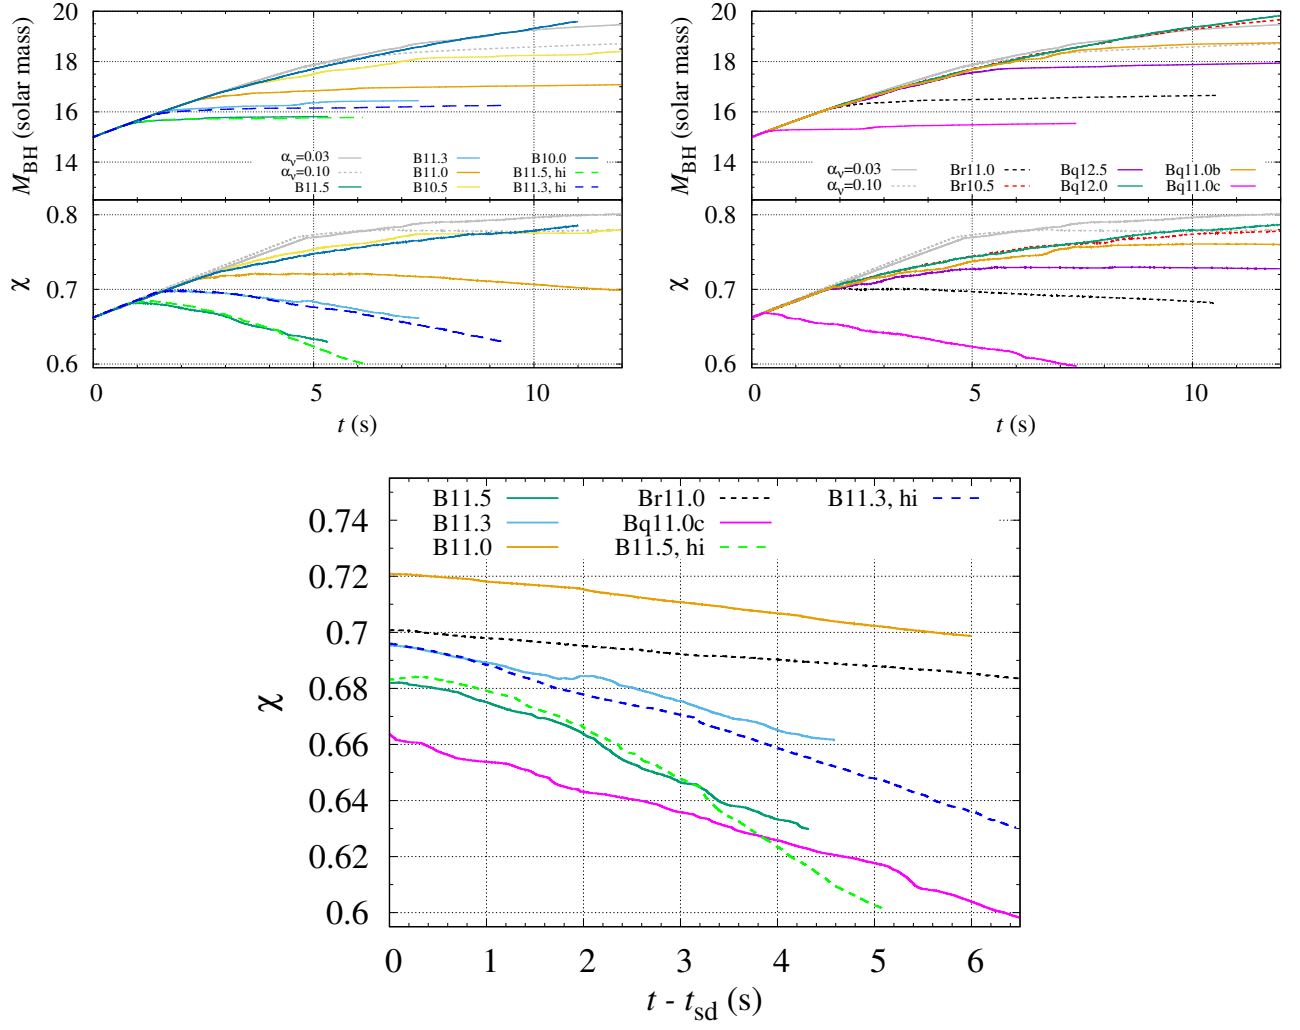 20
18
16
14
M_BH (solar mass)
α_ν=0.03
α_ν=0.10
B11.5
B11.3
B11.0
B10.5
B10.0
B11.5, hi
B11.3, hi
0.8
0.7
0.6
χ
0 5 10
t (s)
20
18
16
14
M_BH (solar mass)
α_ν=0.03
α_ν=0.10
Br11.0
Br10.5
Bq12.5
Bq12.0
Bq11.0b
Bq11.0c
0.8
0.7
0.6
χ
0 5 10
t (s)
B11.5 Br11.0 B11.3, hi
B11.3 Bq11.0c
B11.0 B11.5, hi
0.74
0.72
0.7
0.68
0.66
0.64
0.62
0.6
χ
0 1 2 3 4 5 6
t - t_sd (s)